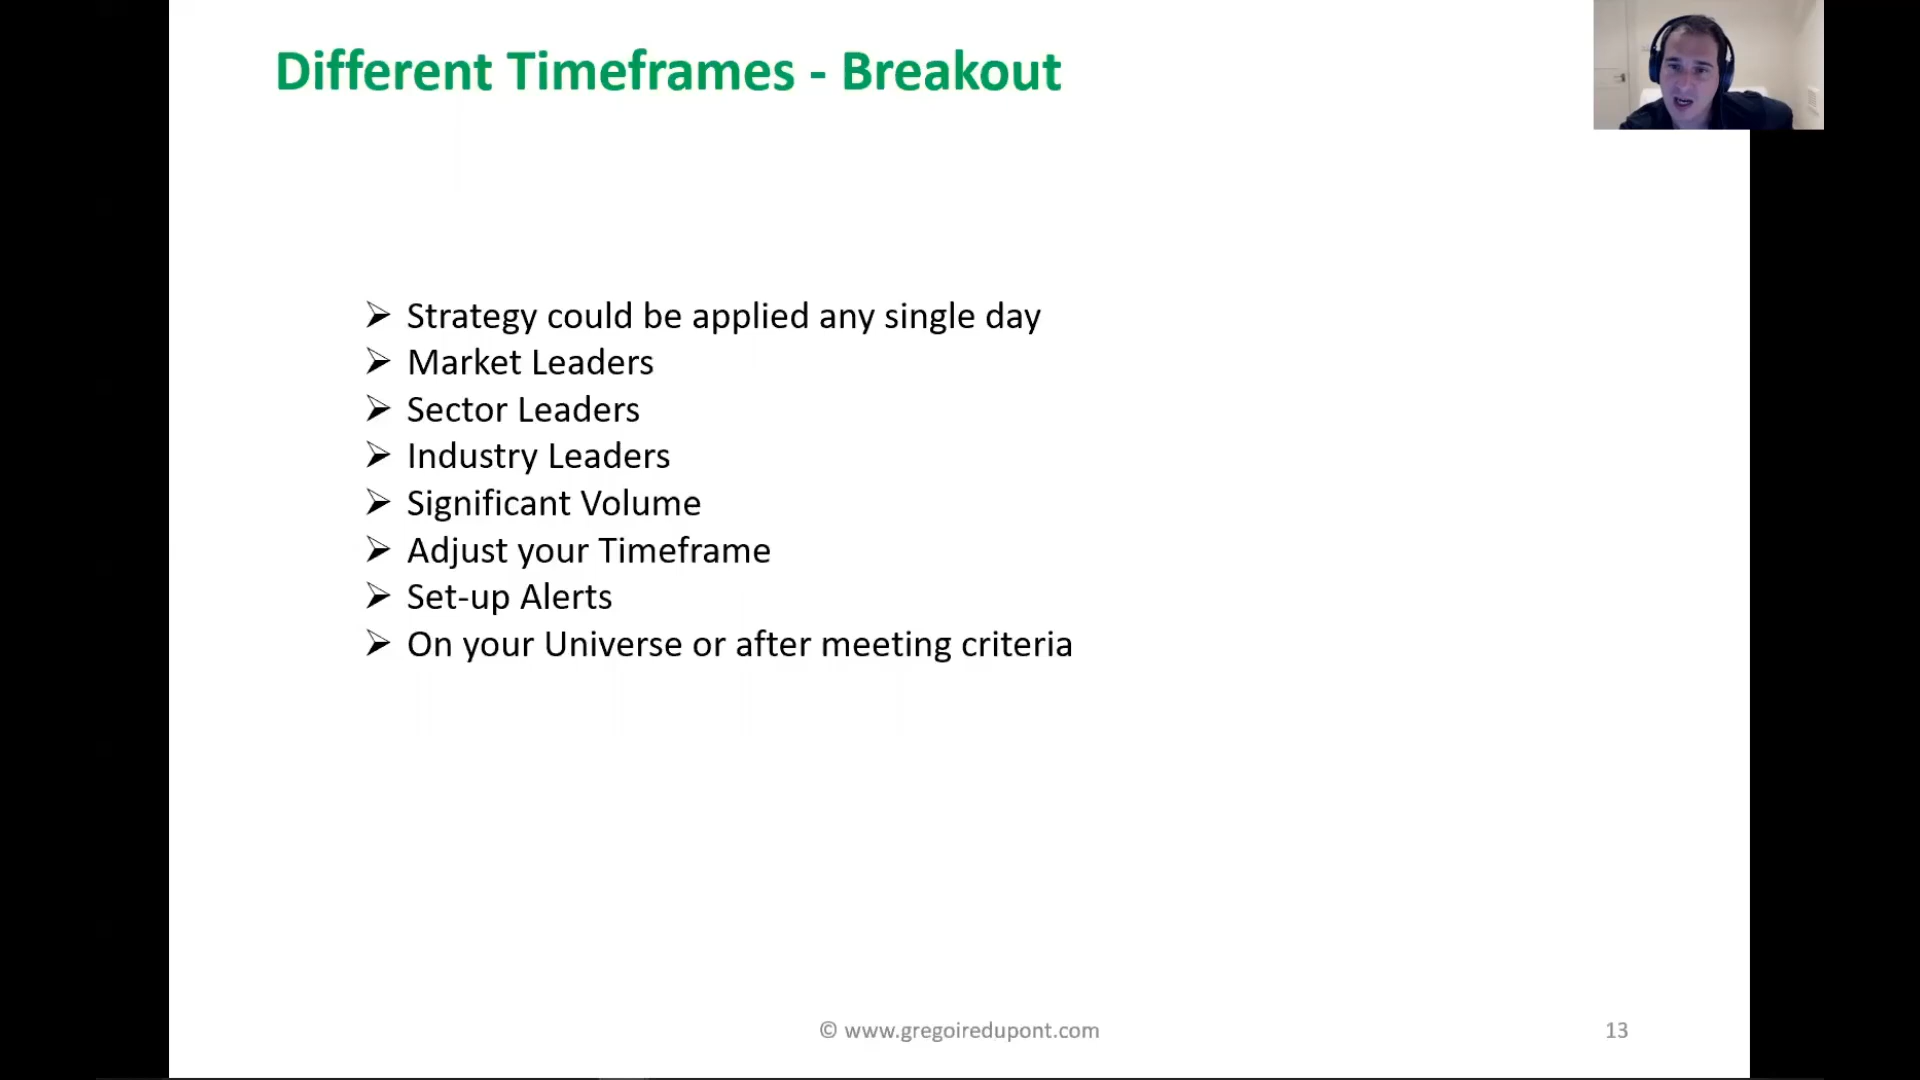 Different Timeframes - Breakout
➢ Strategy could be applied any single day
➢ Market Leaders
➢ Sector Leaders
➢ Industry Leaders
➢ Significant Volume
➢ Adjust your Timeframe
➢ Set-up Alerts
➢ On your Universe or after meeting criteria
© www.gregoiredupont.com
13